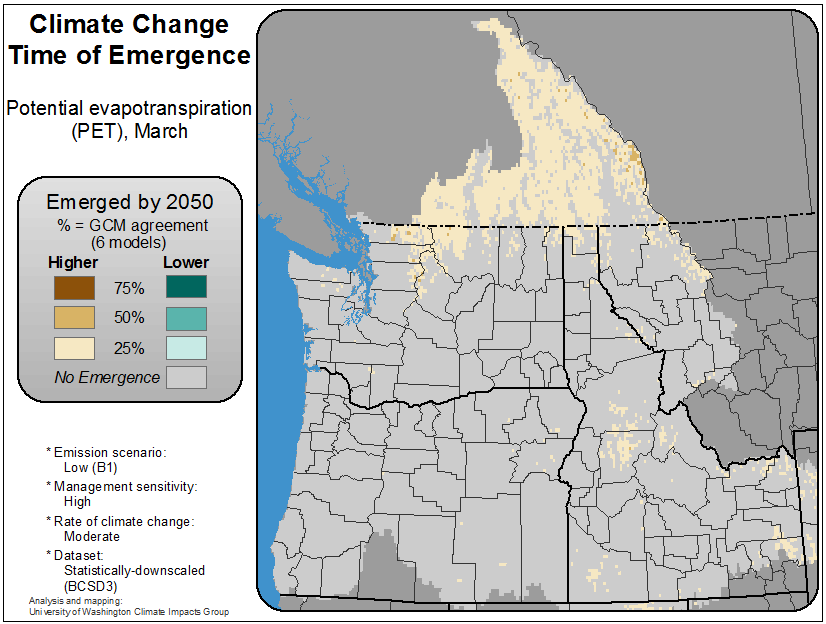 Climate Change
Time of Emergence
Potential evapotranspiration
(PET), March
Emerged by 2050
% = GCM agreement
(6 models)
Higher Lower
75%
50%
25%
No Emergence
* Emission scenario:
Low (B1)
* Management sensitivity:
High
* Rate of climate change:
Moderate
* Dataset:
Statistically-downscaled
(BCSD3)
Analysis and mapping:
University of Washington Climate Impacts Group